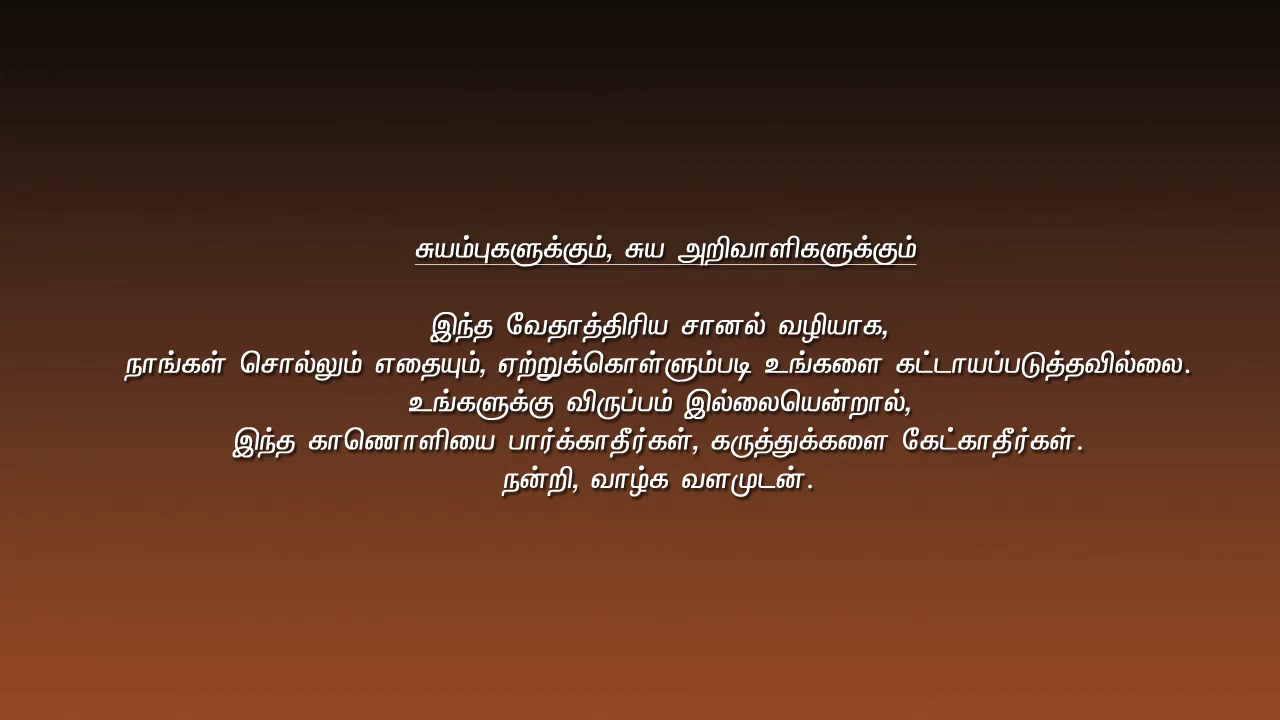 சுயம்புகளுக்கும், சுய அறிவாளிகளுக்கும்
இந்த வேதாத்திரிய சானல் வழியாக,
நாங்கள் சொல்லும் எதையும், ஏற்றுக்கொள்ளும்படி உங்களை கட்டாயப்படுத்தவில்லை.
உங்களுக்கு விருப்பம் இல்லையென்றால்,
இந்த காணொளியை பார்க்காதீர்கள், கருத்துக்களை கேட்காதீர்கள்.
நன்றி, வாழ்க வளமுடன்.